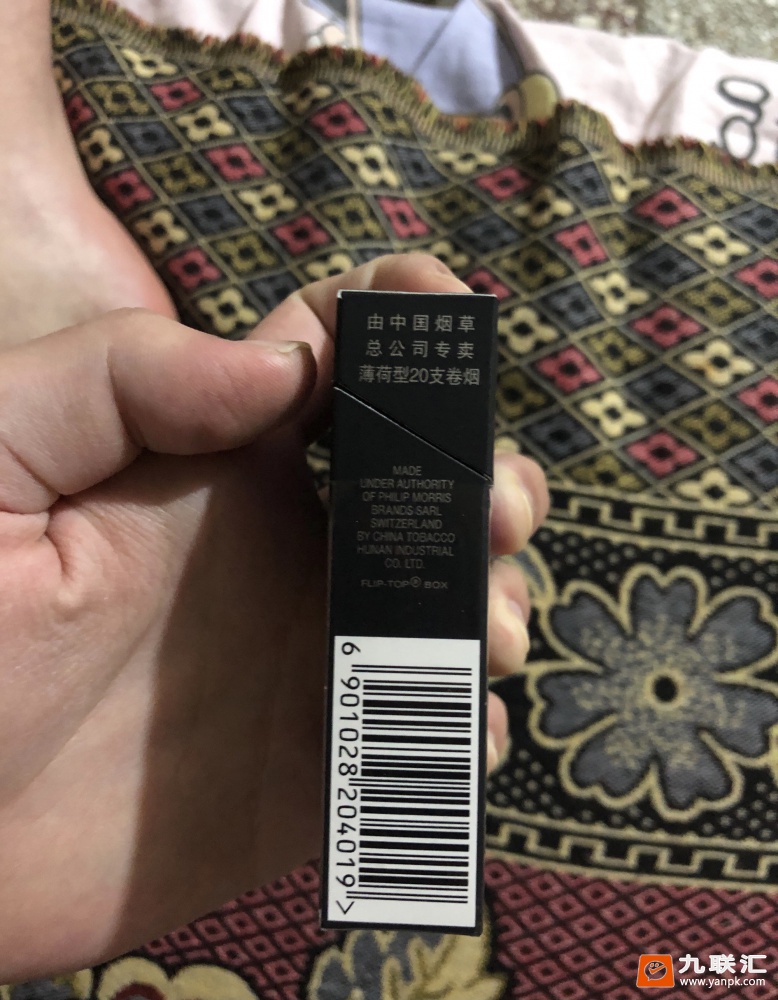 由中国烟草
总公司专卖
薄荷型20支卷烟
MADE
UNDER AUTHORITY
OF PHILIP MORRIS
BRANDS SARL
SWITZERLAND
BY CHINA TOBACCO
HUNAN INDUSTRIAL
CO. LTD.
FLIP-TOP® BOX
6 901028 204019 >
九联汇
www.yanpk.com